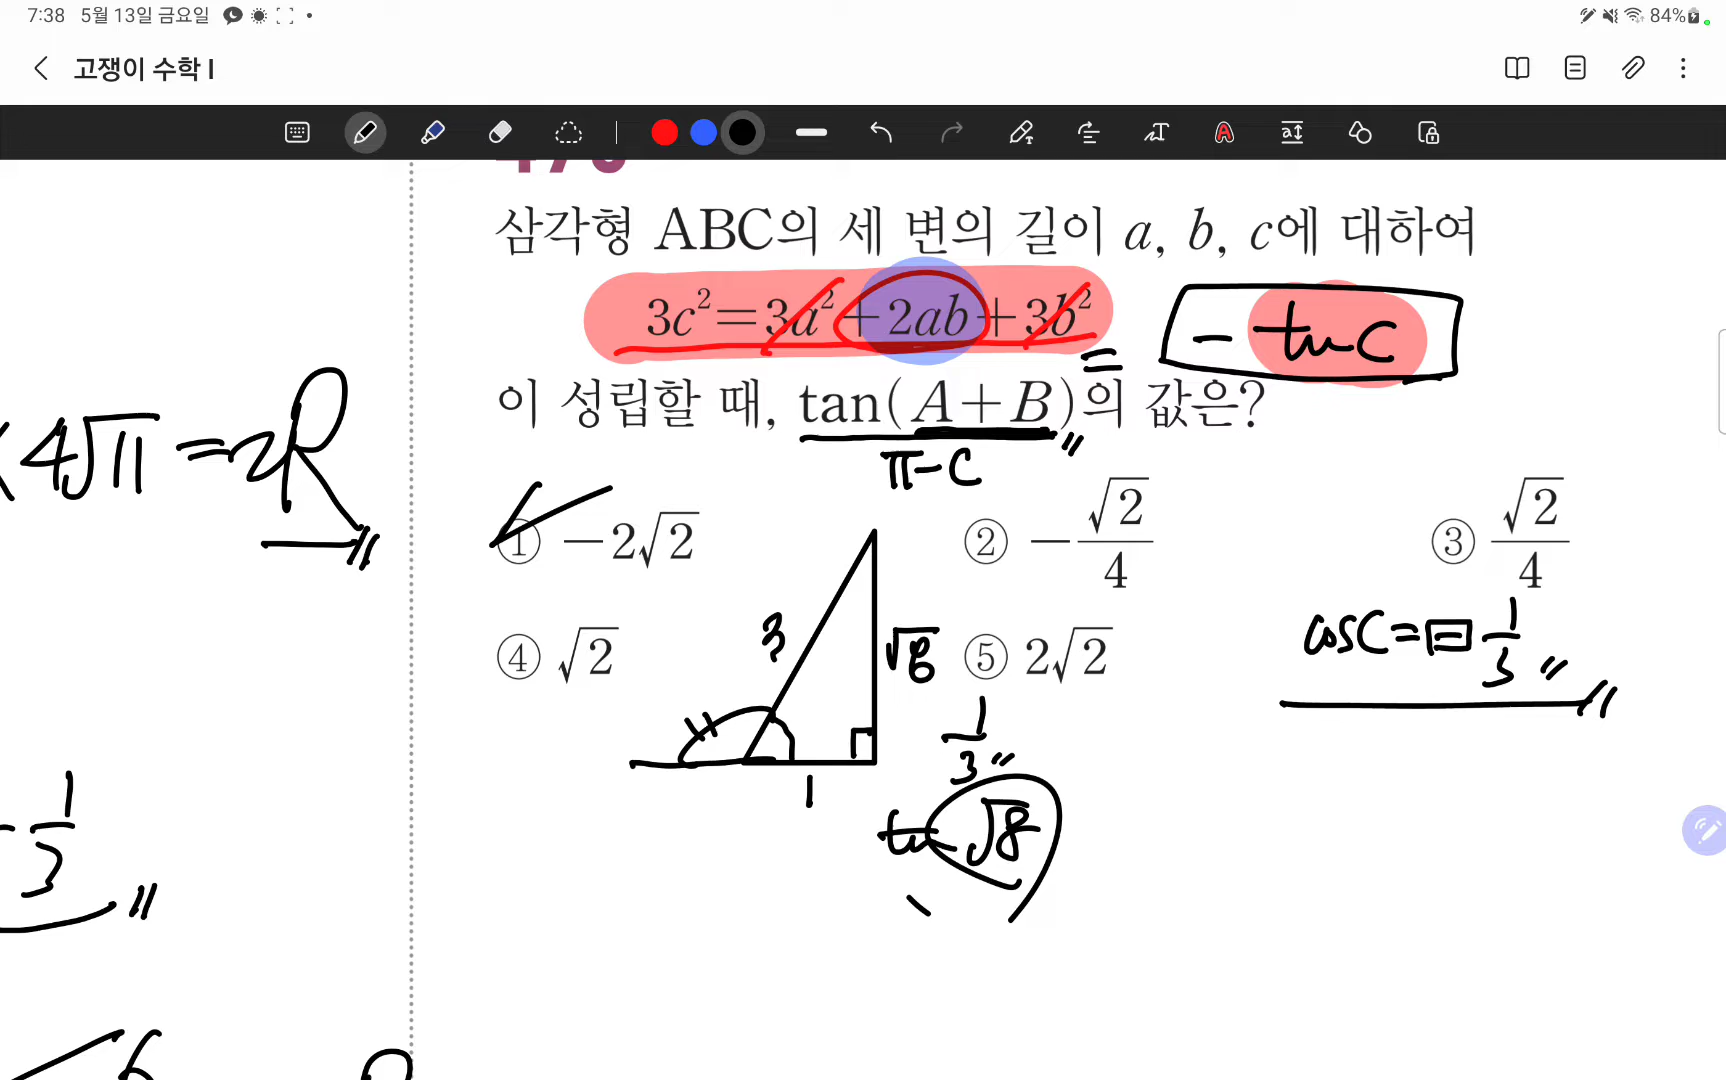 7:38 5월 13일 금요일
84%
고쟁이 수학 I
삼각형 ABC의 세 변의 길이 a, b, c에 대하여
3c²=3a²+2ab+3b²
- tanC
이 성립할 때, tan(A+B)의 값은?
π-C
4√π = 2R
① -2√2
② -√2/4
③ √2/4
④ √2
⑤ 2√2
3
√8
1
1/3
cosC = - 1/3
tan √8
- 1/3